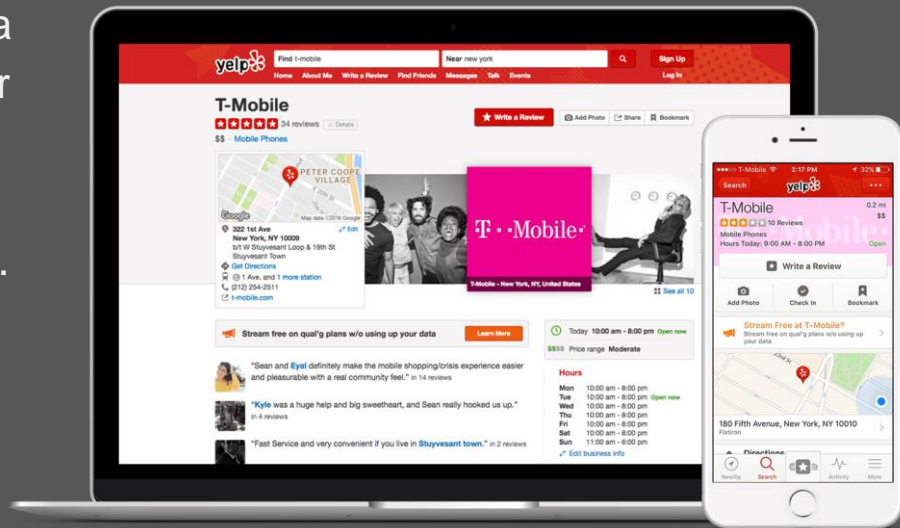 a
r
.
yelp
Find t-mobile
Near new york
Sign Up
Home About Me Write a Review Find Friends Messages Talk Events
Log In
T-Mobile
34 reviews Details
$$ · Mobile Phones
Write a Review
Add Photo Share Bookmark
PETER COOPE
VILLAGE
E 20th St
Google
Map data ©2016 Google
322 1st Ave
New York, NY 10009
b/t W Stuyvesant Loop & 19th St
Stuyvesant Town
Edit
Get Directions
1 Ave. and 1 more station
(212) 254-2511
t-mobile.com
T··Mobile·
T-Mobile - New York, NY, United States
See all 10
Stream free on qual'g plans w/o using up your data
Learn More
"Sean and Eyal definitely make the mobile shopping/crisis experience easier
and pleasurable with a real community feel." in 14 reviews
"Kyle was a huge help and big sweetheart, and Sean really hooked us up."
in 4 reviews
"Fast Service and very convenient if you live in Stuyvesant town." in 2 reviews
Today 10:00 am - 8:00 pm Open now
$$$$ Price range Moderate
Hours
Mon 10:00 am - 8:00 pm
Tue 10:00 am - 8:00 pm Open now
Wed 10:00 am - 8:00 pm
Thu 10:00 am - 8:00 pm
Fri 10:00 am - 8:00 pm
Sat 10:00 am - 8:00 pm
Sun 11:00 am - 6:00 pm
Edit business info
T-Mobile 2:17 PM 32%
Search yelp
T-Mobile
0.2 mi
10 Reviews
$$
Mobile Phones
Hours Today: 9:00 AM - 8:00 PM
Open
Write a Review
Add Photo Check In Bookmark
Stream Free at T-Mobile®
Stream free on qual'g plans w/o using up
your data
23rd St
180 Fifth Avenue, New York, NY 10010
Flatiron
Directions
Nearby Search Activity More